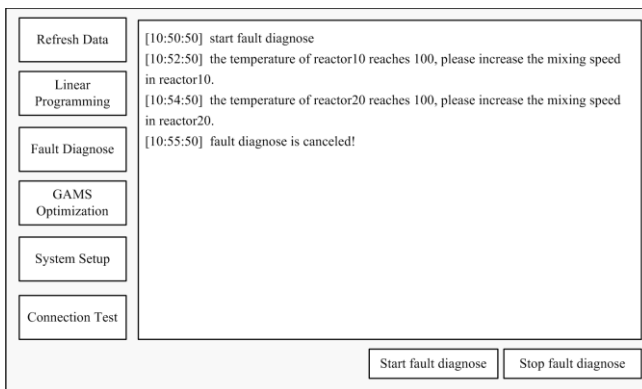 Refresh Data
Linear
Programming
Fault Diagnose
GAMS
Optimization
System Setup
Connection Test
[10:50:50] start fault diagnose
[10:52:50] the temperature of reactor10 reaches 100, please increase the mixing speed
in reactor10.
[10:54:50] the temperature of reactor20 reaches 100, please increase the mixing speed
in reactor20.
[10:55:50] fault diagnose is canceled!
Start fault diagnose
Stop fault diagnose